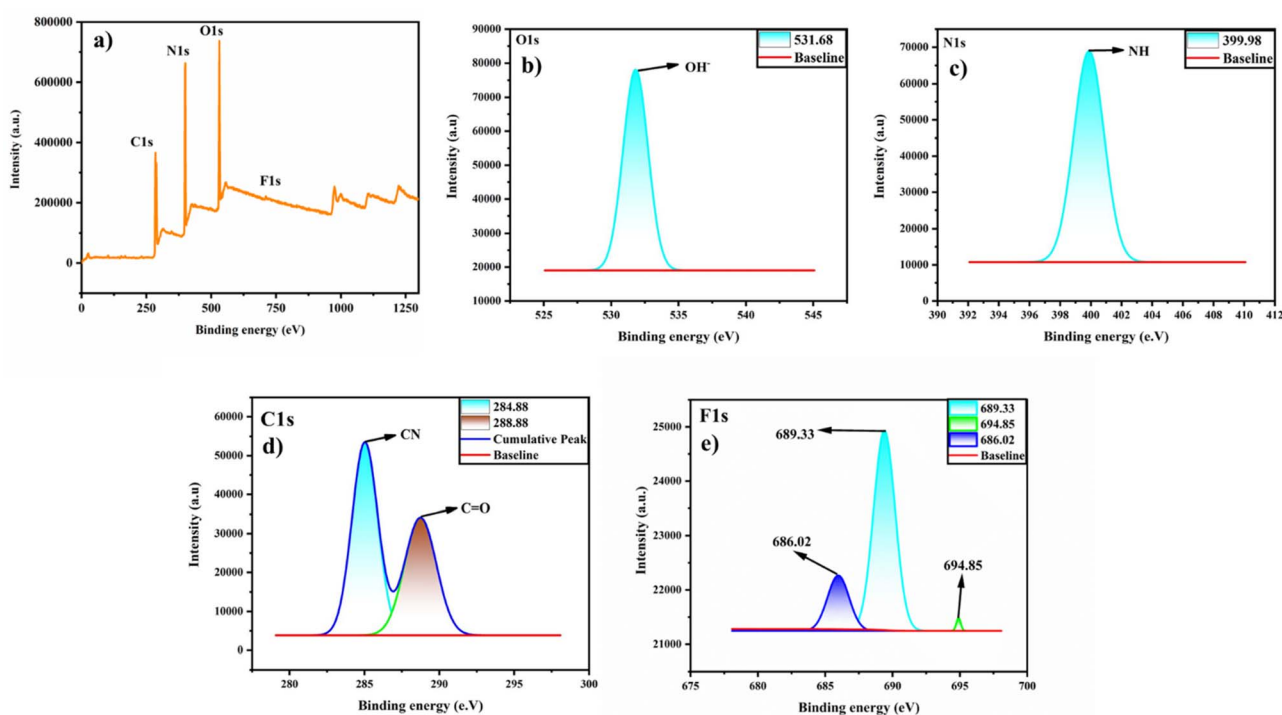 a)
C1s
N1s
O1s
F1s
800000
600000
400000
200000
0
0
250
500
750
1000
1250
Intensity (a.u.)
Binding energy (eV)
O1s
b)
OH-
531.68
Baseline
90000
80000
70000
60000
50000
40000
30000
20000
10000
525
530
535
540
545
Intensity (a.u)
Binding energy (eV)
N1s
c)
NH
399.98
Baseline
70000
60000
50000
40000
30000
20000
10000
0
390
392
394
396
398
400
402
404
406
408
410
412
Intensity (a.u)
Binding energy (e.V)
C1s
d)
CN
C=O
284.88
288.88
Cumulative Peak
Baseline
60000
50000
40000
30000
20000
10000
0
280
285
290
295
300
Intensity (a.u)
Binding energy (e.V)
F1s
e)
689.33
686.02
694.85
689.33
694.85
686.02
Baseline
25000
24000
23000
22000
21000
675
680
685
690
695
700
Intensity (a.u.)
Binding energy (eV)